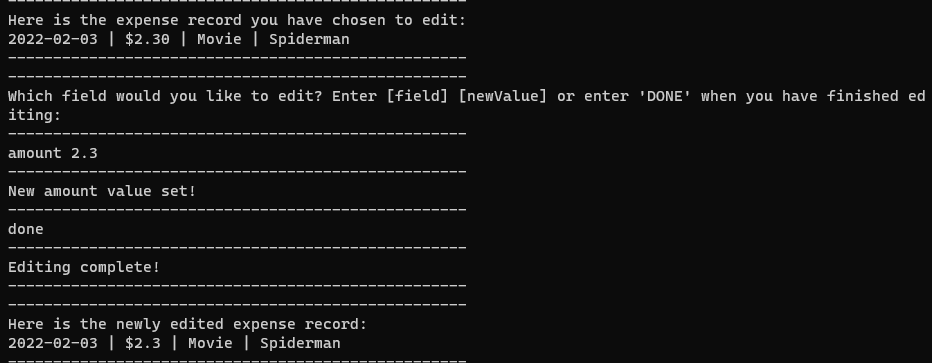 --------------------------------------------------
Here is the expense record you have chosen to edit:
2022-02-03 | $2.30 | Movie | Spiderman
--------------------------------------------------
--------------------------------------------------
Which field would you like to edit? Enter [field] [newValue] or enter 'DONE' when you have finished ed
iting:
--------------------------------------------------
amount 2.3
--------------------------------------------------
New amount value set!
--------------------------------------------------
done
--------------------------------------------------
Editing complete!
--------------------------------------------------
--------------------------------------------------
Here is the newly edited expense record:
2022-02-03 | $2.3 | Movie | Spiderman
--------------------------------------------------